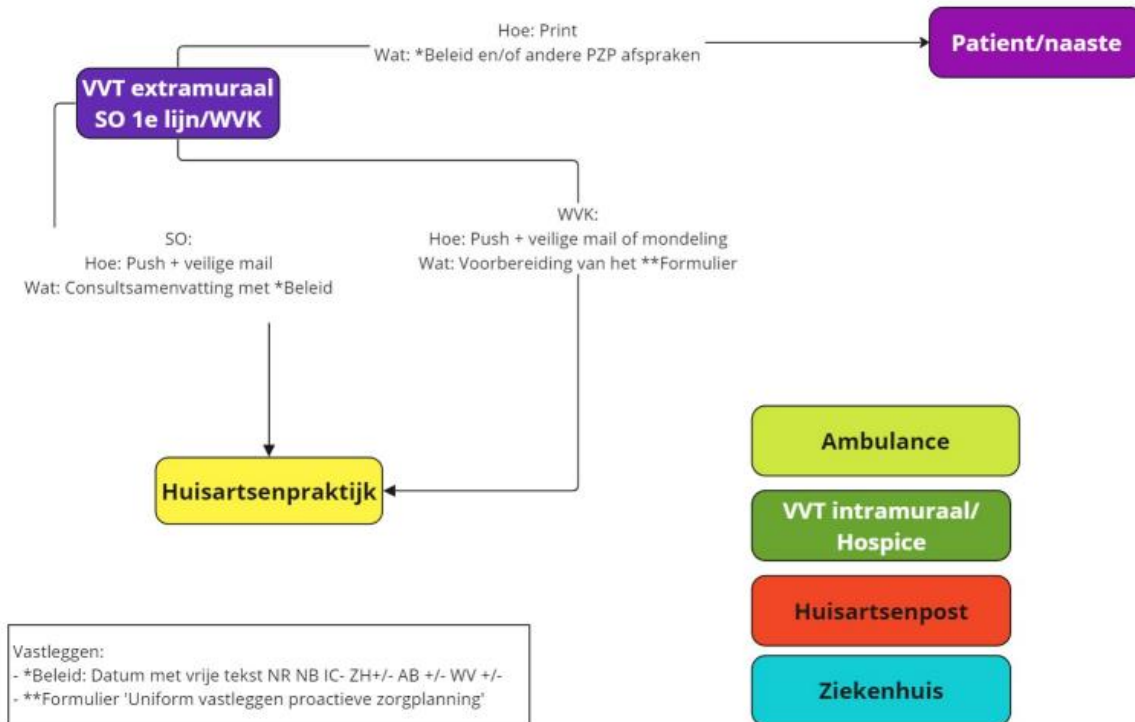 Hoe: Print
Wat: *Beleid en/of andere PZP afspraken
Patient/naaste
VVT extramuraal
SO 1e lijn/WVK
WVK:
Hoe: Push + veilige mail of mondeling
Wat: Voorbereiding van het **Formulier
SO:
Hoe: Push + veilige mail
Wat: Consultsamenvatting met *Beleid
Huisartsenpraktijk
Ambulance
VVT intramuraal/
Hospice
Huisartsenpost
Ziekenhuis
Vastleggen:
- *Beleid: Datum met vrije tekst NR NB IC- ZH+/- AB +/- WV +/-
- **Formulier 'Uniform vastleggen proactieve zorgplanning'